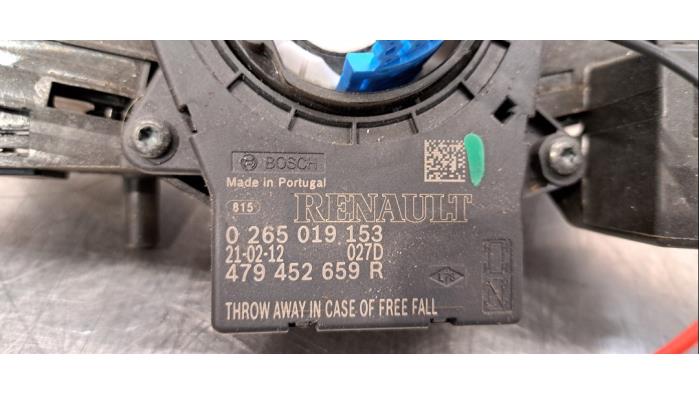 BOSCH
Made in Portugal
815
RENAULT
0 265 019 153
21-02-12 027D
479 452 659 R
THROW AWAY IN CASE OF FREE FALL